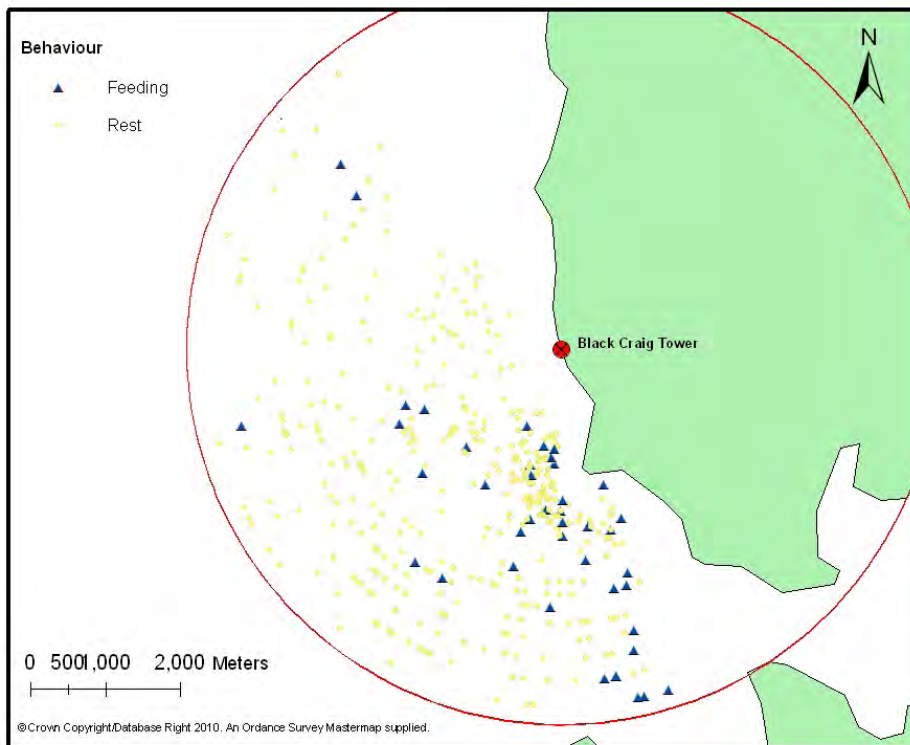 Behaviour
Feeding
Rest
N
Black Craig Tower
0 5001,000 2,000 Meters
©Crown Copyright/Database Right 2010. An Ordance Survey Mastermap supplied.